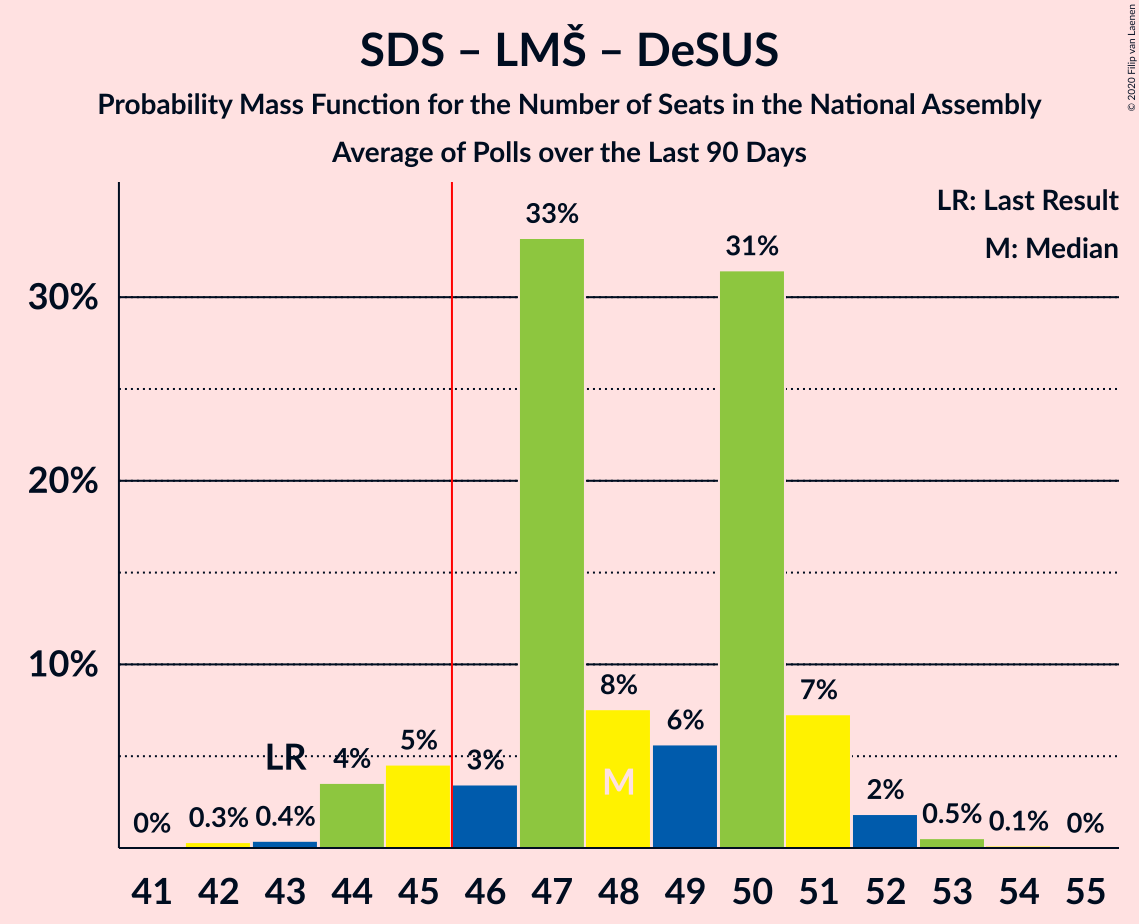 SDS – LMŠ – DeSUS
Probability Mass Function for the Number of Seats in the National Assembly
Average of Polls over the Last 90 Days
© 2020 Filip van Laenen
LR: Last Result
M: Median
30%
20%
10%
0%
0.3%
0.4%
LR
4%
5%
3%
33%
8%
M
6%
31%
7%
2%
0.5%
0.1%
0%
41 42 43 44 45 46 47 48 49 50 51 52 53 54 55